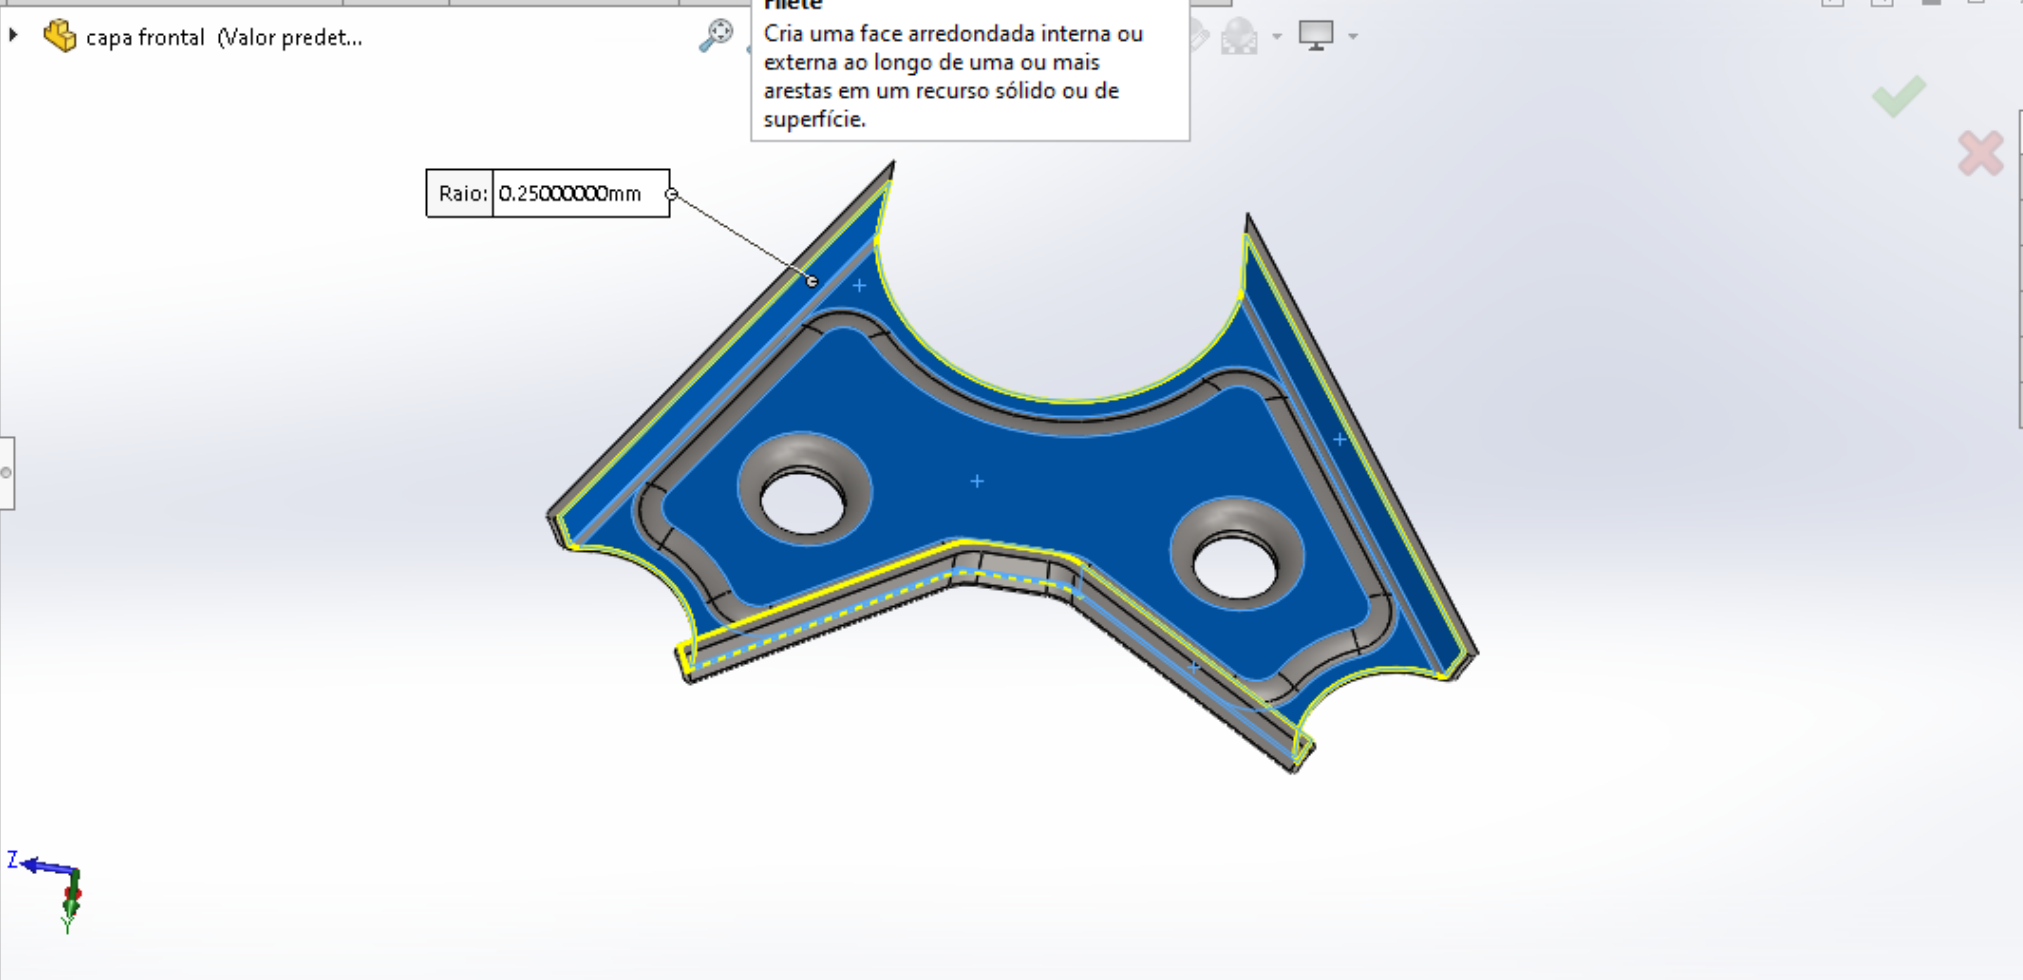 Filete
capa frontal (Valor predet...
Cria uma face arredondada interna ou
externa ao longo de uma ou mais
arestas em um recurso sólido ou de
superfície.
Raio: 0.25000000mm
Z
Y